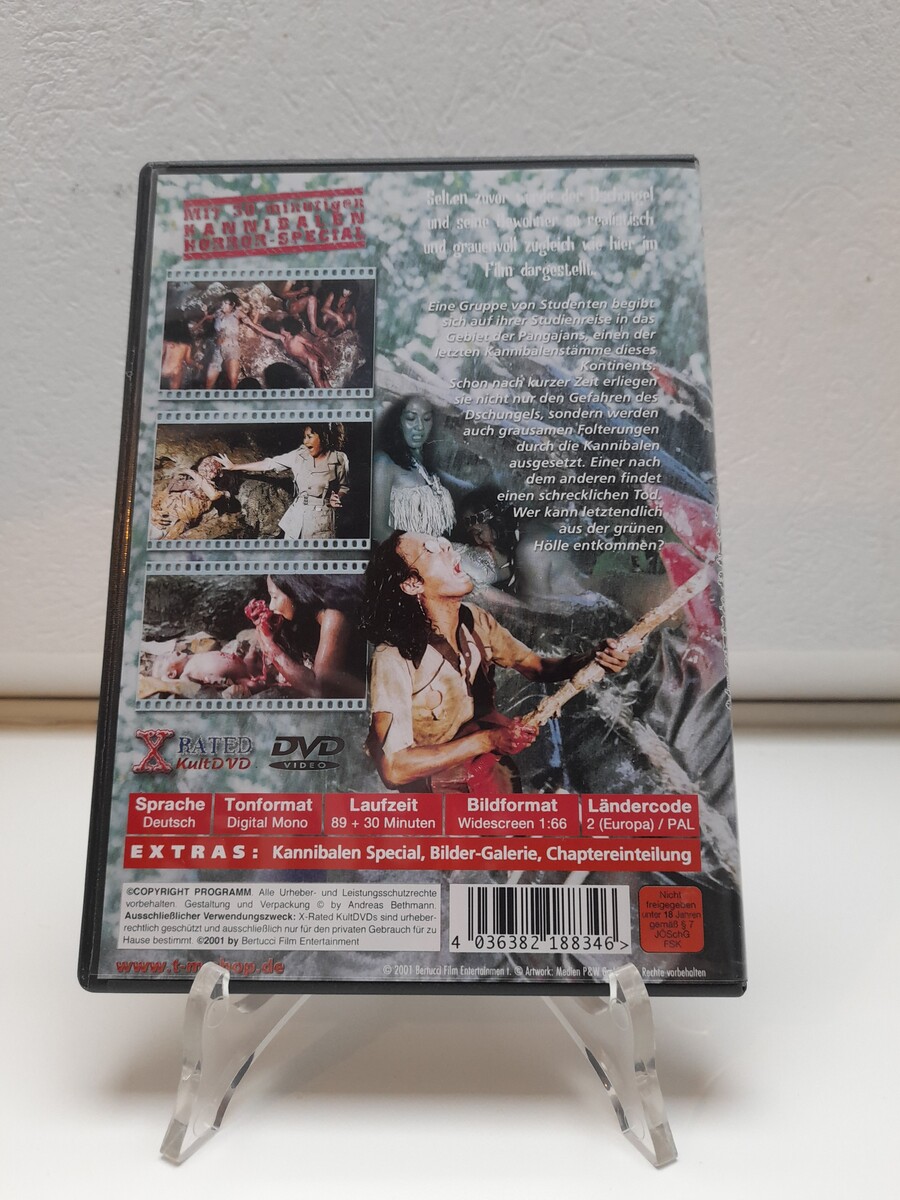 Mit 30 minütigen
KANNIBALEN
HORROR-SPECIAL
Selten zuvor wurde der Dschungel
und seine Bewohner so realistisch
und grauenvoll zugleich wie hier im
Film dargestellt.
Eine Gruppe von Studenten begibt
sich auf ihrer Studienreise in das
Gebiet der Pangajans, einen der
letzten Kannibalenstämme dieses
Kontinents.
Schon nach kurzer Zeit erliegen
sie nicht nur den Gefahren des
Dschungels, sondern werden
auch grausamen Folterungen
durch die Kannibalen
ausgesetzt. Einer nach
dem anderen findet
einen schrecklichen Tod.
Wer kann letztendlich
aus der grünen
Hölle entkommen?
X RATED
KultDVD
DVD
VIDEO
Sprache
Deutsch
Tonformat
Digital Mono
Laufzeit
89 + 30 Minuten
Bildformat
Widescreen 1:66
Ländercode
2 (Europa) / PAL
EXTRAS: Kannibalen Special, Bilder-Galerie, Chaptereinteilung
©COPYRIGHT PROGRAMM. Alle Urheber- und Leistungsschutzrechte
vorbehalten. Gestaltung und Verpackung © by Andreas Bethmann.
Ausschließlicher Verwendungszweck: X-Rated KultDVDs sind urheber-
rechtlich geschützt und ausschließlich nur für den privaten Gebrauch für zu
Hause bestimmt. ©2001 by Bertucci Film Entertainment
4 036382 188346 >
Nicht
freigegeben
unter 18 Jahren
gemäß § 7
JÖSchG
FSK
© 2001 Bertucci Film Entertainmen t. © Artwork: Medien P&W Rechte vorbehalten